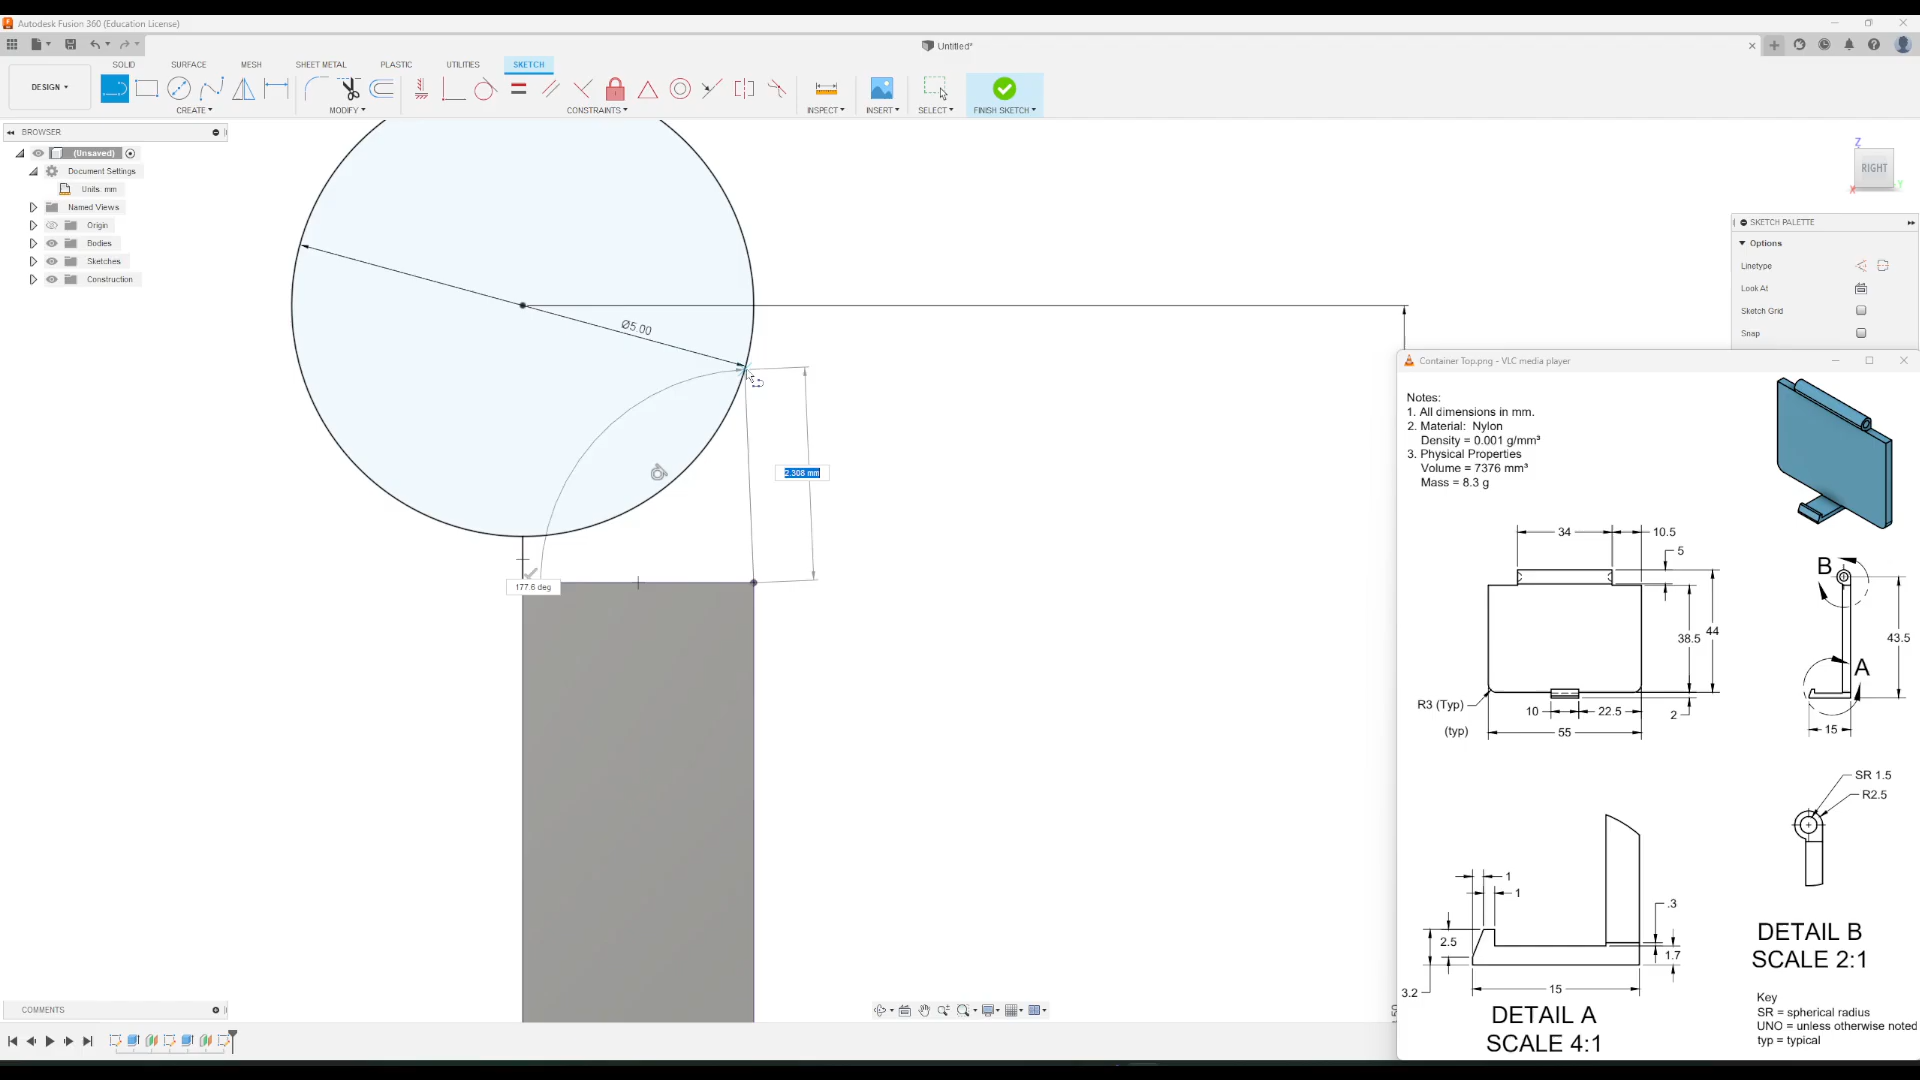 Autodesk Fusion 360 (Education License)
Untitled*
DESIGN
SOLID
SURFACE
MESH
SHEET METAL
PLASTIC
UTILITIES
SKETCH
CREATE
MODIFY
CONSTRAINTS
INSPECT
INSERT
SELECT
FINISH SKETCH
BROWSER
(Unsaved)
Document Settings
Units: mm
Named Views
Origin
Bodies
Sketches
Construction
Z
RIGHT
X
Y
SKETCH PALETTE
Options
Linetype
Look At
Sketch Grid
Snap
Ø5.00
2.308 mm
177.6 deg
Container Top.png - VLC media player
Notes:
1. All dimensions in mm.
2. Material: Nylon
Density = 0.001 g/mm³
3. Physical Properties
Volume = 7376 mm³
Mass = 8.3 g
34
10.5
5
38.5
44
R3 (Typ)
(typ)
10
22.5
2
55
B
A
43.5
15
SR 1.5
R2.5
1
1
.3
2.5
1.7
3.2
15
DETAIL A
SCALE 4:1
DETAIL B
SCALE 2:1
Key
SR = spherical radius
UNO = unless otherwise noted
typ = typical
COMMENTS